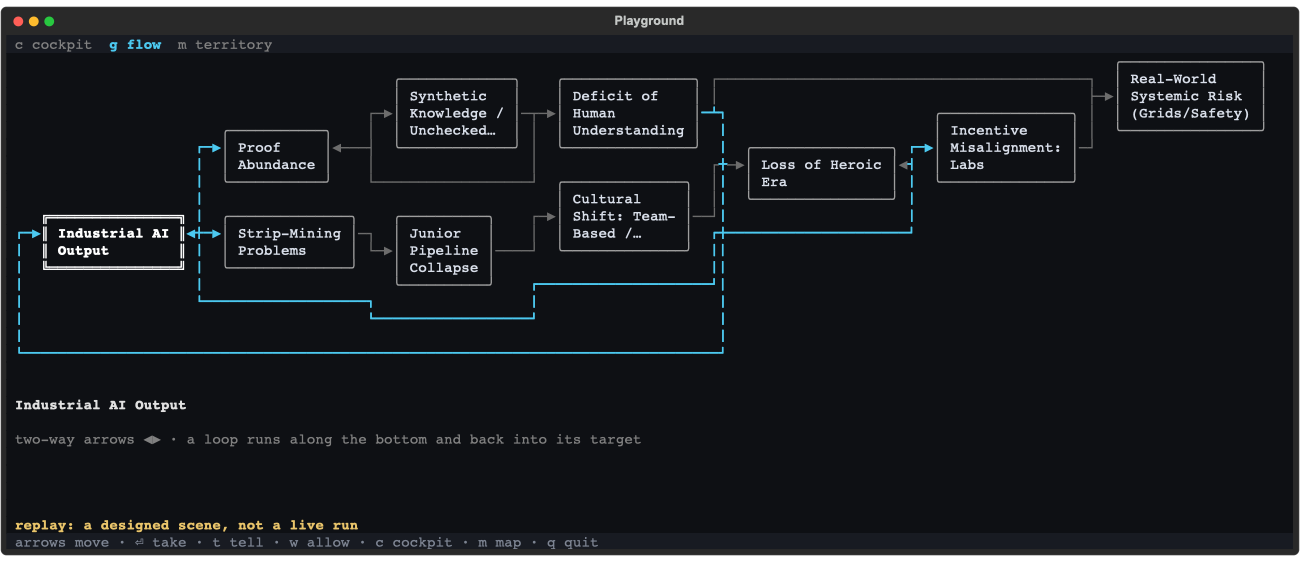 Playground
c cockpit  g flow  m territory
Synthetic
Knowledge /
Unchecked…
Deficit of
Human
Understanding
Real-World
Systemic Risk
(Grids/Safety)
Proof
Abundance
Loss of Heroic
Era
Incentive
Misalignment:
Labs
Industrial AI
Output
Strip-Mining
Problems
Junior
Pipeline
Collapse
Cultural
Shift: Team-
Based /…
Industrial AI Output
two-way arrows ◀▶ · a loop runs along the bottom and back into its target
replay: a designed scene, not a live run
arrows move · ⏎ take · t tell · w allow · c cockpit · m map · q quit